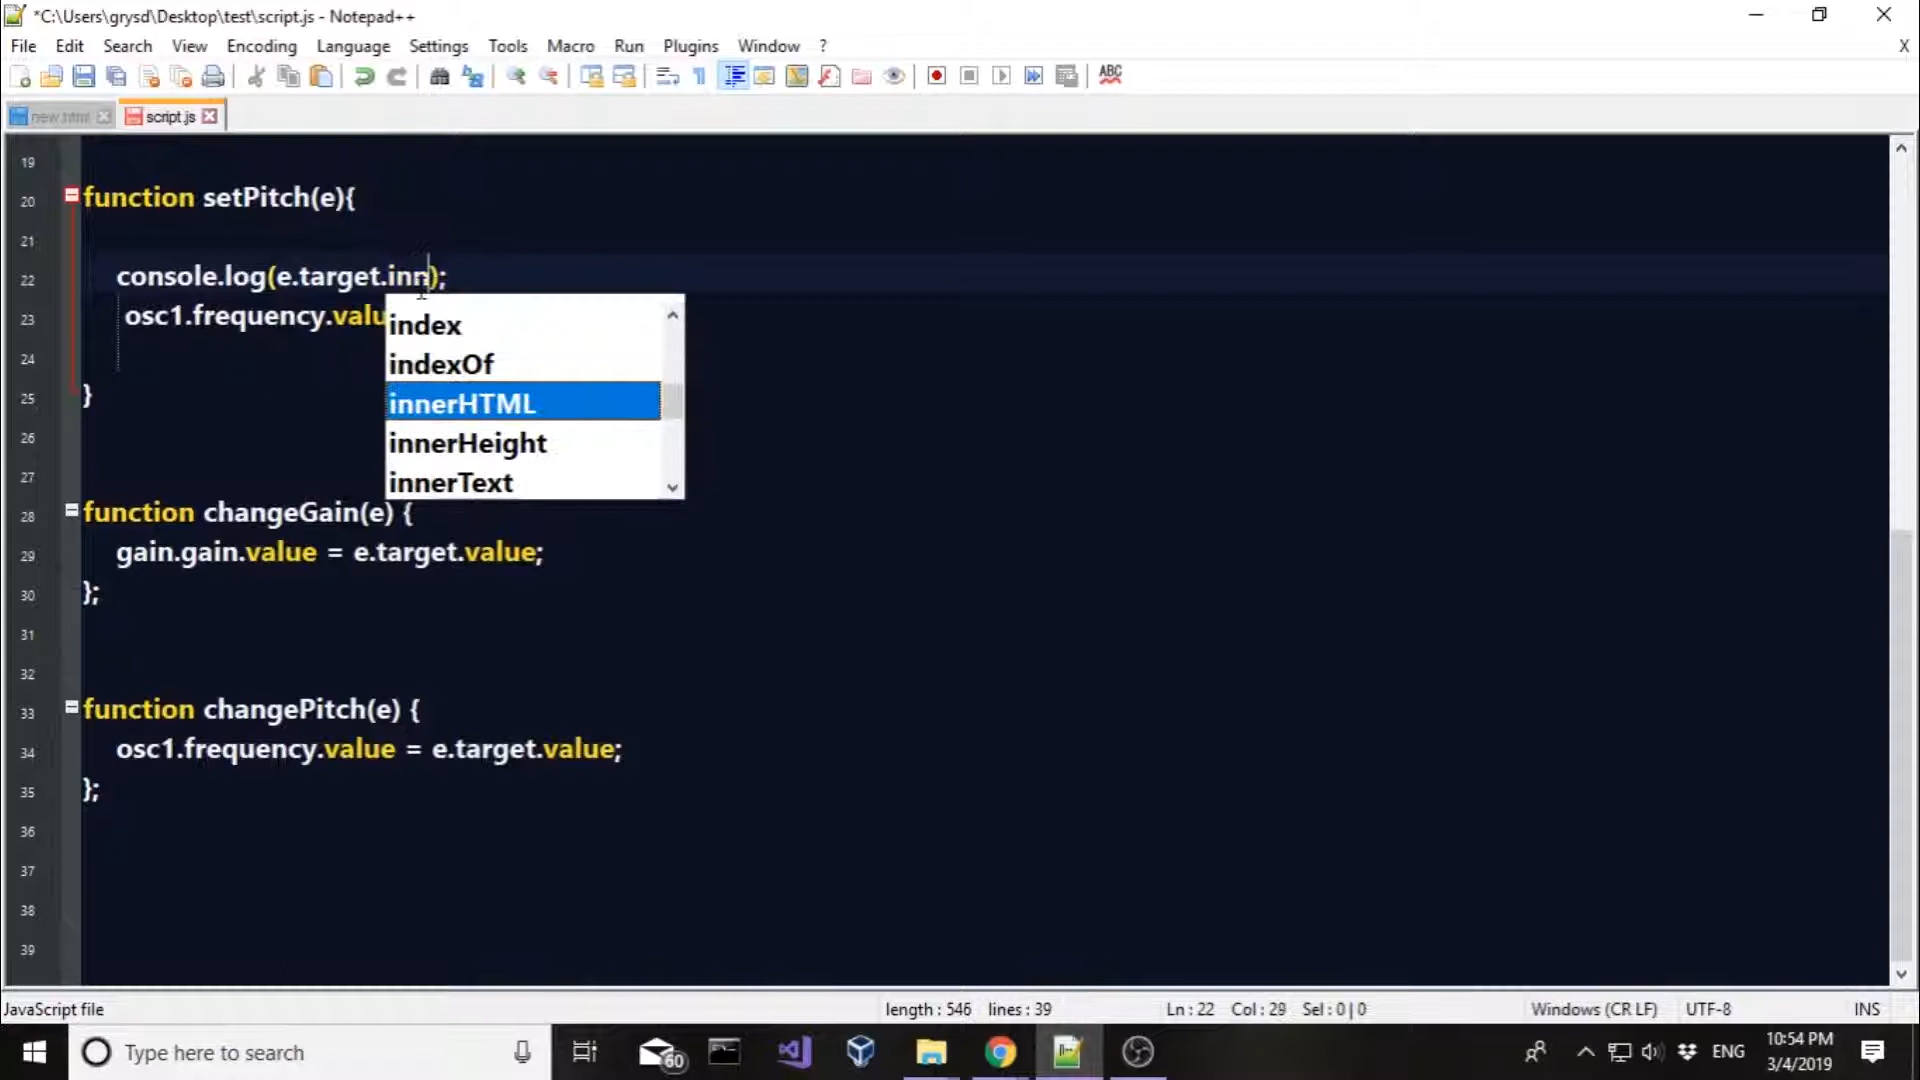 *C:\Users\grysd\Desktop\test\script.js - Notepad++
File Edit Search View Encoding Language Settings Tools Macro Run Plugins Window ? X
ABC
new.html script.js
19
20 function setPitch(e){
21
22 console.log(e.target.inn);
23 osc1.frequency.valu
24
25 }
index
indexOf
innerHTML
innerHeight
innerText
26
27
28 function changeGain(e) {
29 gain.gain.value = e.target.value;
30 };
31
32
33 function changePitch(e) {
34 osc1.frequency.value = e.target.value;
35 };
36
37
38
39
JavaScript file length : 546 lines : 39 Ln : 22 Col : 29 Sel : 0 | 0 Windows (CR LF) UTF-8 INS
Type here to search 60 ENG 10:54 PM
3/4/2019